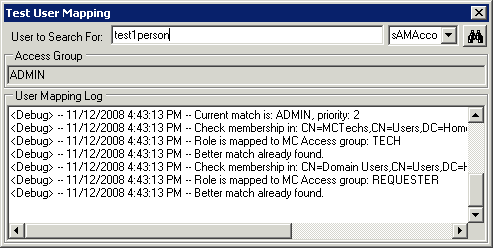 Test User Mapping
User to Search For: test1person sAMAcco
Access Group
ADMIN
User Mapping Log
<Debug> -- 11/12/2008 4:43:13 PM -- Current match is: ADMIN, priority: 2
<Debug> -- 11/12/2008 4:43:13 PM -- Check membership in: CN=MCTechs,CN=Users,DC=Hom
<Debug> -- 11/12/2008 4:43:13 PM -- Role is mapped to MC Access group: TECH
<Debug> -- 11/12/2008 4:43:13 PM -- Better match already found.
<Debug> -- 11/12/2008 4:43:13 PM -- Check membership in: CN=Domain Users,CN=Users,DC=H
<Debug> -- 11/12/2008 4:43:13 PM -- Role is mapped to MC Access group: REQUESTER
<Debug> -- 11/12/2008 4:43:13 PM -- Better match already found.